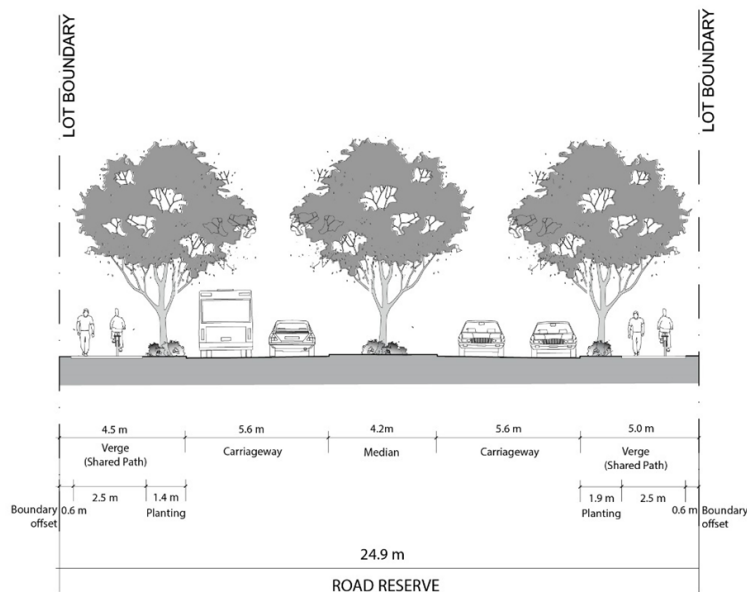 LOT BOUNDARY
LOT BOUNDARY
4.5 m
5.6 m
4.2m
5.6 m
5.0 m
Verge
(Shared Path)
Carriageway
Median
Carriageway
Verge
(Shared Path)
Boundary
offset
0.6 m
2.5 m
1.4 m
Planting
1.9 m
Planting
2.5 m
0.6 m
Boundary
offset
24.9 m
ROAD RESERVE